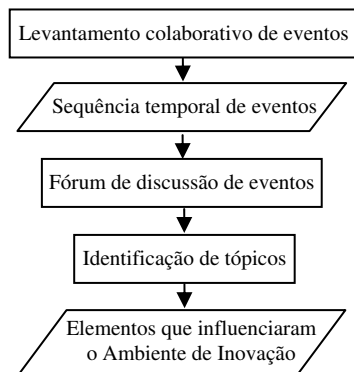 Levantamento colaborativo de eventos
Sequência temporal de eventos
Fórum de discussão de eventos
Identificação de tópicos
Elementos que influenciaram
o Ambiente de Inovação